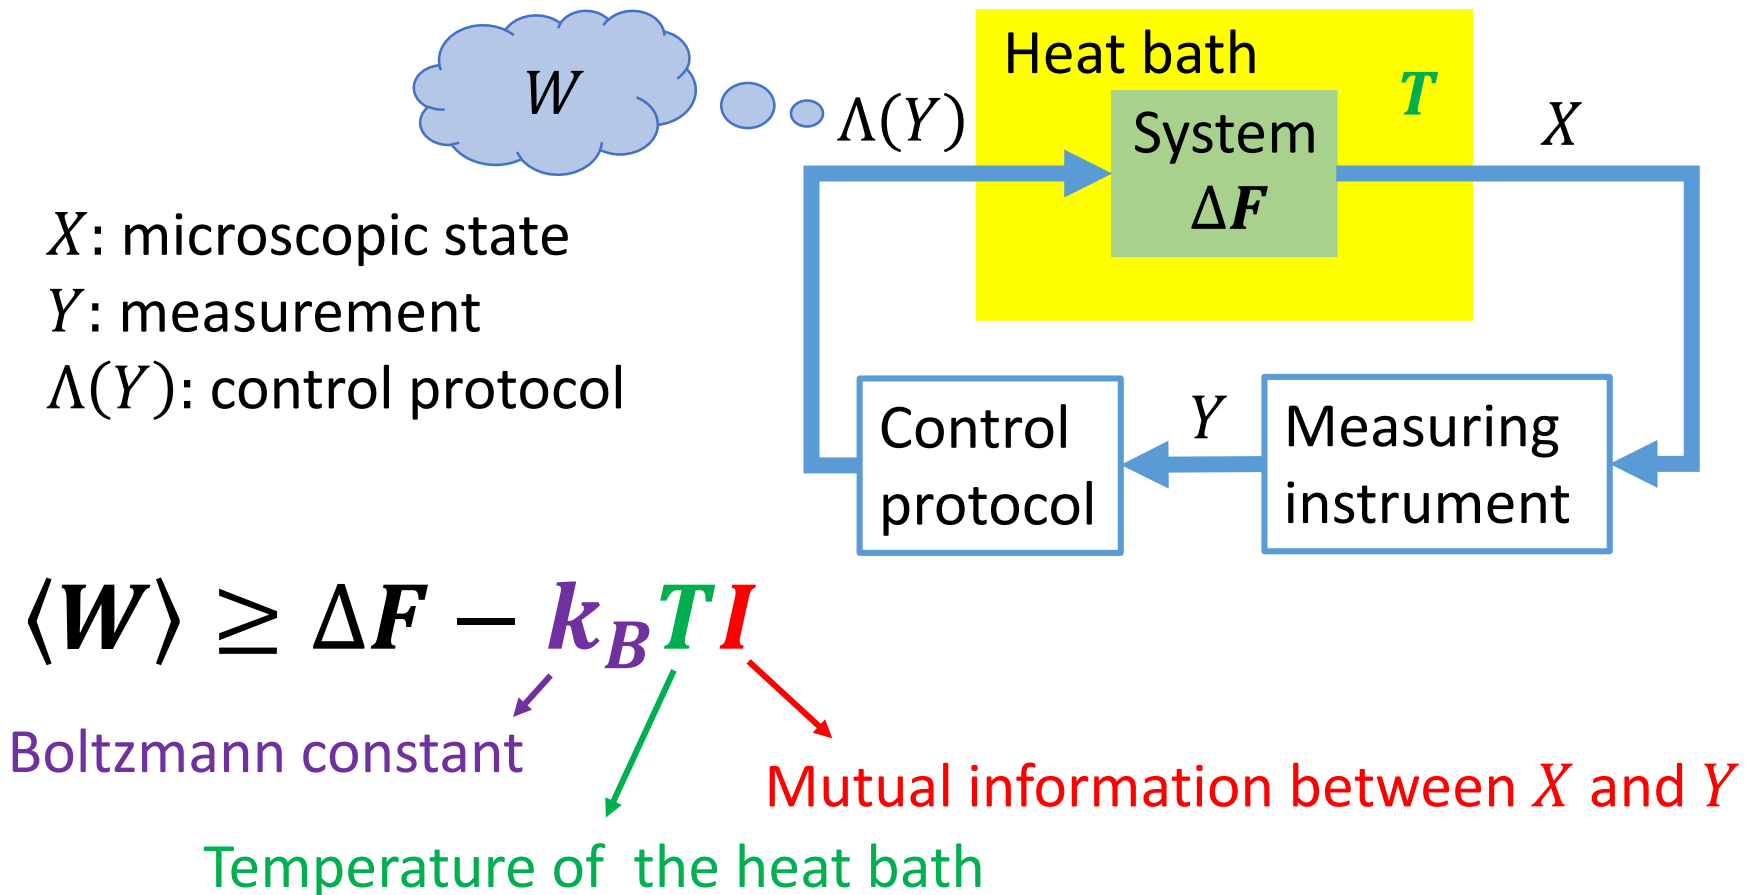 W
Λ(Y)
Heat bath
T
System
ΔF
X
X: microscopic state
Y: measurement
Λ(Y): control protocol
Control
protocol
Y
Measuring
instrument
⟨W⟩ ≥ ΔF − k_B T I
Boltzmann constant
Mutual information between X and Y
Temperature of the heat bath